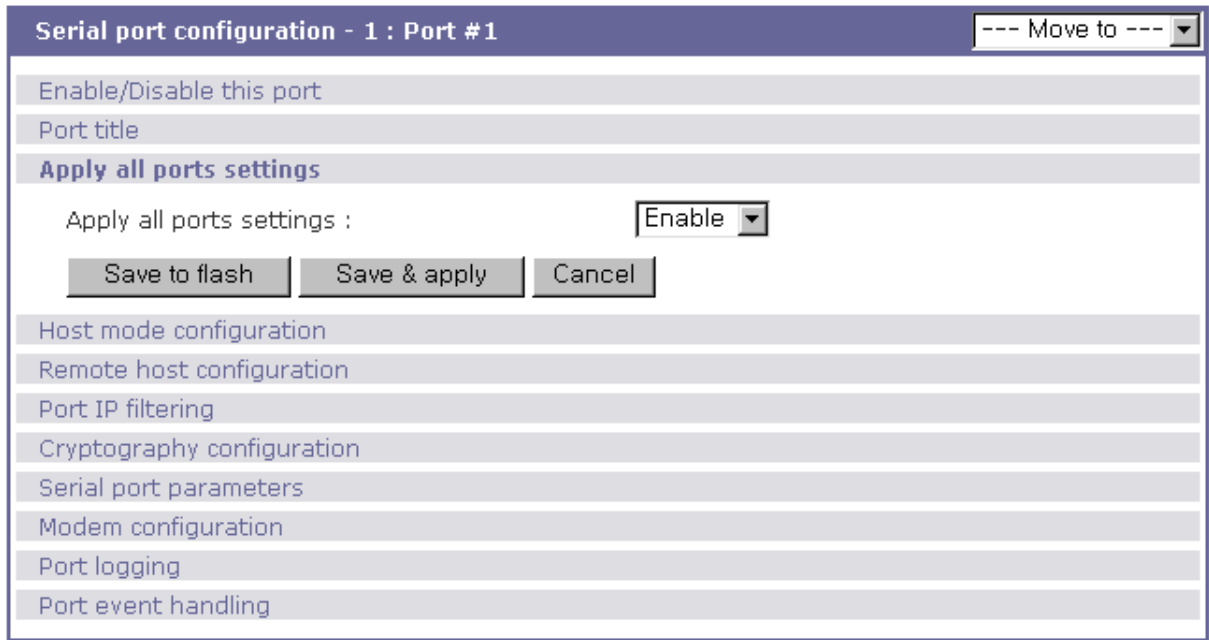 Serial port configuration - 1 : Port #1 --- Move to ---
Enable/Disable this port
Port title
Apply all ports settings
Apply all ports settings : Enable
Save to flash Save & apply Cancel
Host mode configuration
Remote host configuration
Port IP filtering
Cryptography configuration
Serial port parameters
Modem configuration
Port logging
Port event handling